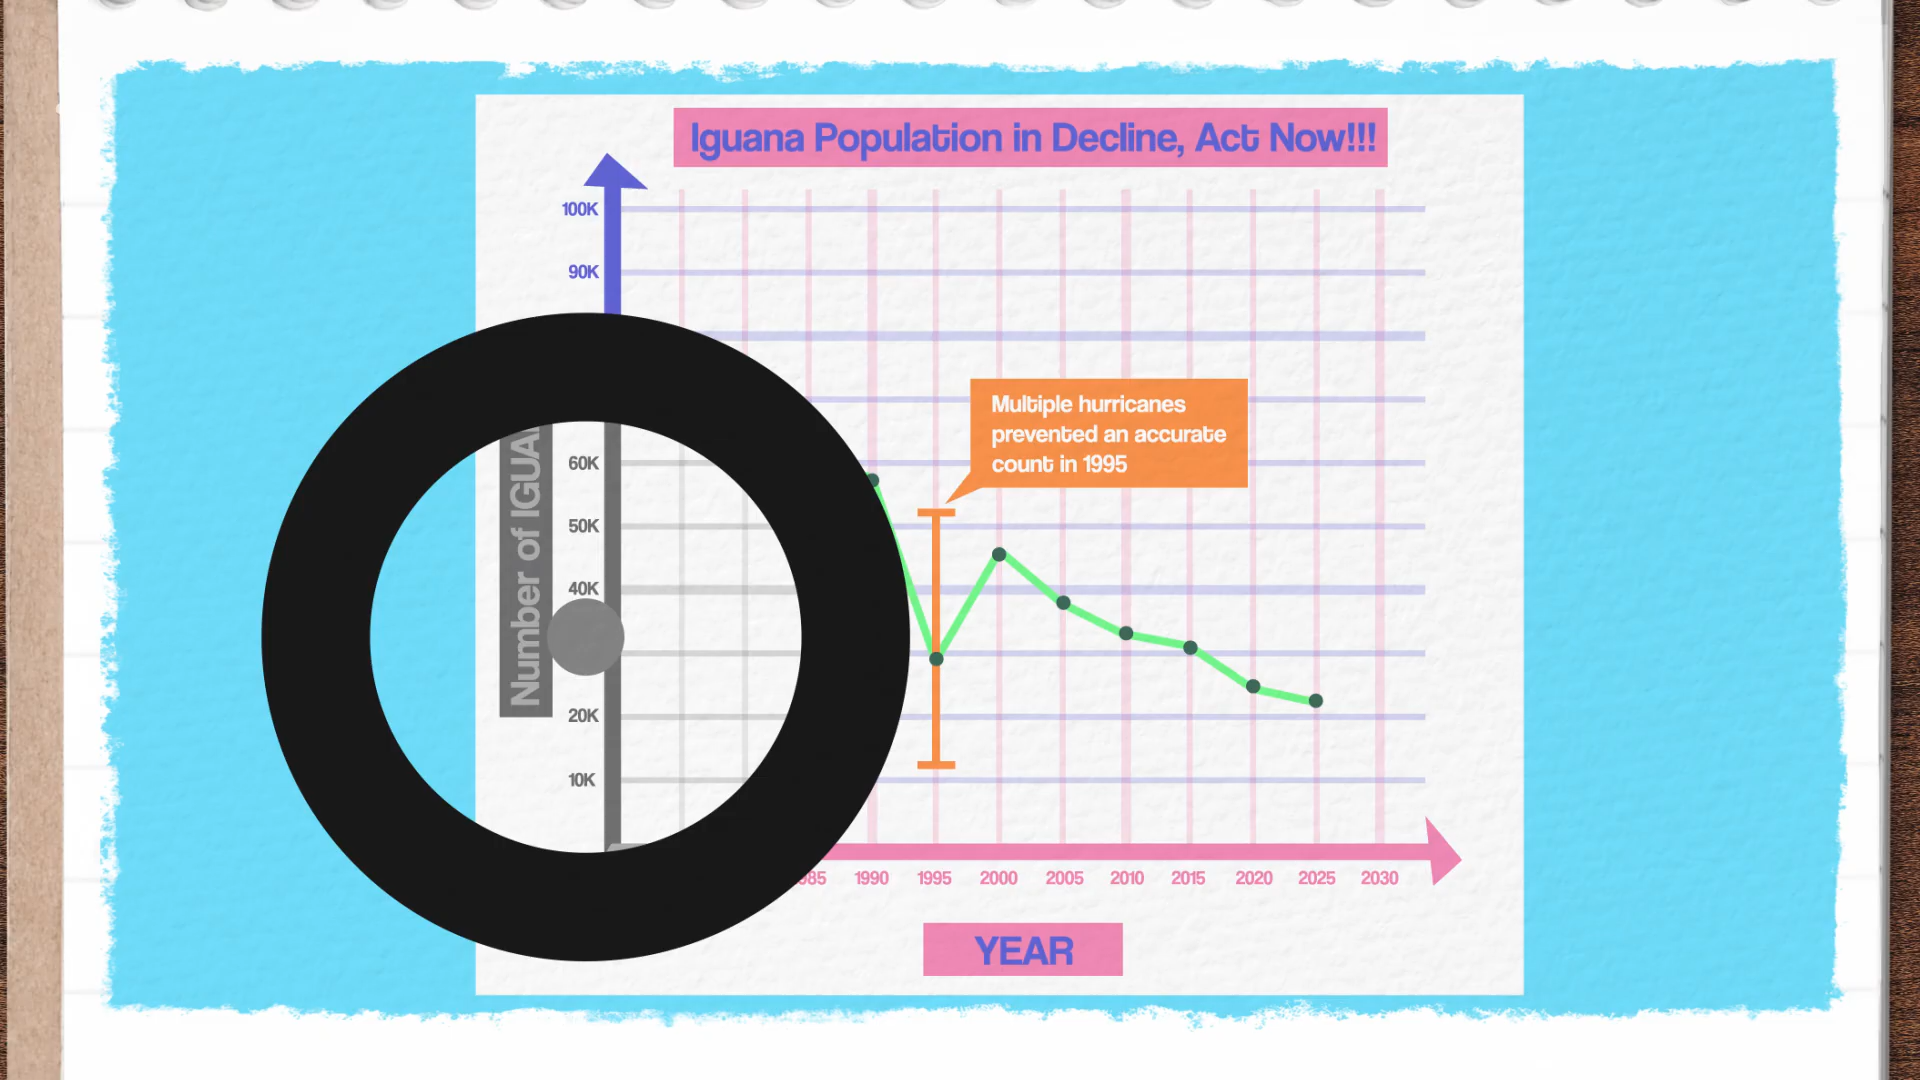 Iguana Population in Decline, Act Now!!!
100K
90K
Multiple hurricanes
prevented an accurate
count in 1995
60K
50K
40K
20K
10K
Number of
1990 1995 2000 2005 2010 2015 2020 2025 2030
YEAR